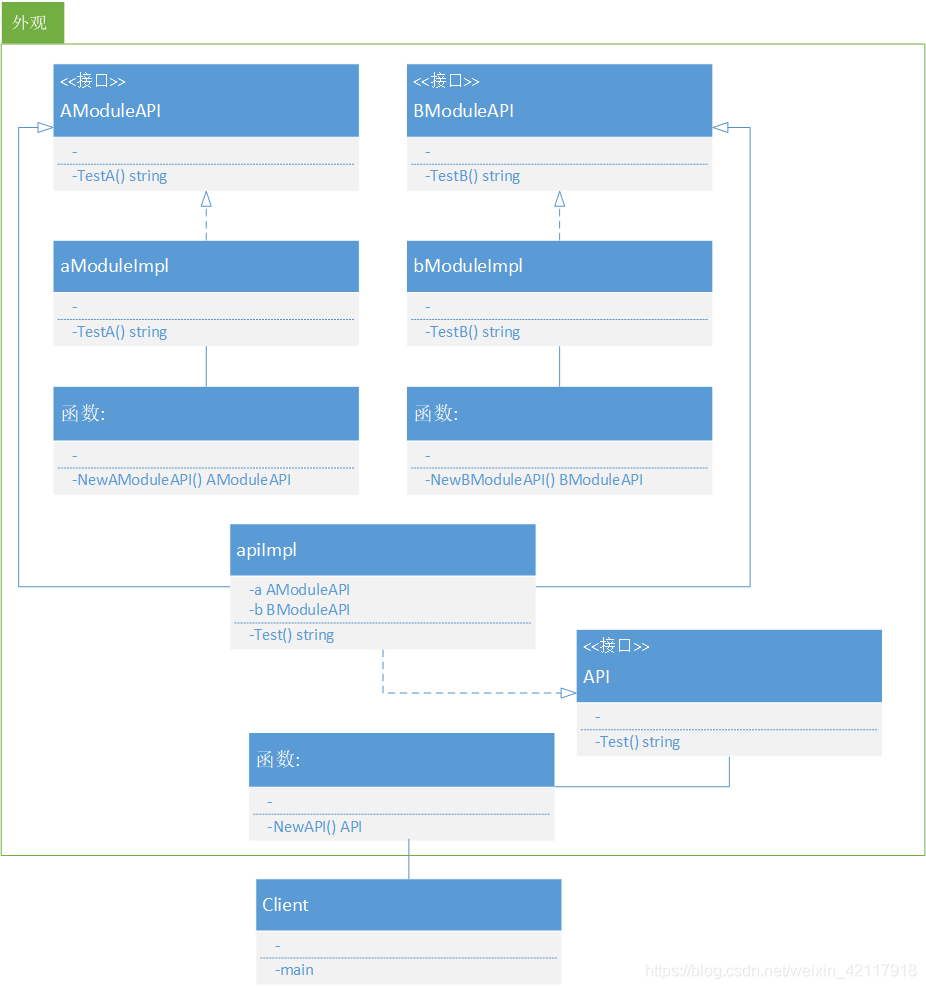 外观
<<接口>>
AModuleAPI
-
-TestA() string
<<接口>>
BModuleAPI
-
-TestB() string
aModuleImpl
-
-TestA() string
bModuleImpl
-
-TestB() string
函数:
-
-NewAModuleAPI() AModuleAPI
函数:
-
-NewBModuleAPI() BModuleAPI
apiImpl
-a AModuleAPI
-b BModuleAPI
-Test() string
<<接口>>
API
-
-Test() string
函数:
-
-NewAPI() API
Client
-
-main
https://blog.csdn.net/weixin_42117918